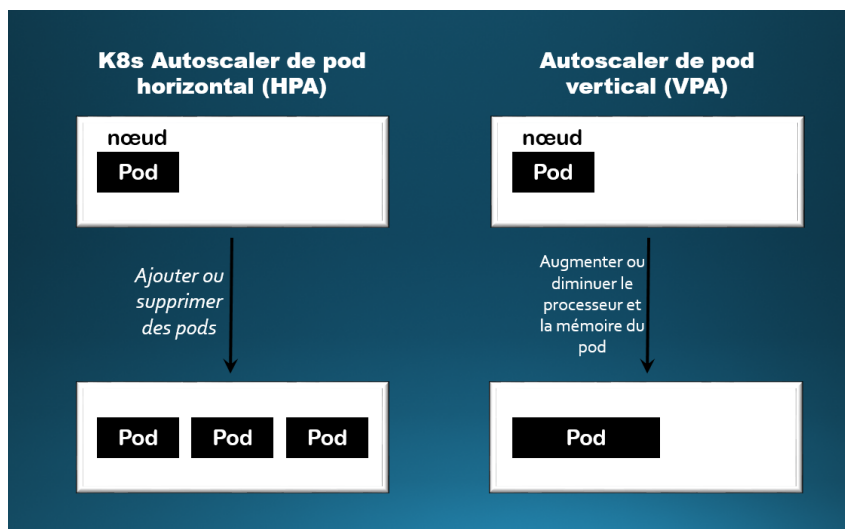 K8s Autoscaler de pod
horizontal (HPA)
nœud
Pod
Ajouter ou
supprimer
des pods
Pod
Pod
Pod
Autoscaler de pod
vertical (VPA)
nœud
Pod
Augmenter ou
diminuer le
processeur et
la mémoire du
pod
Pod